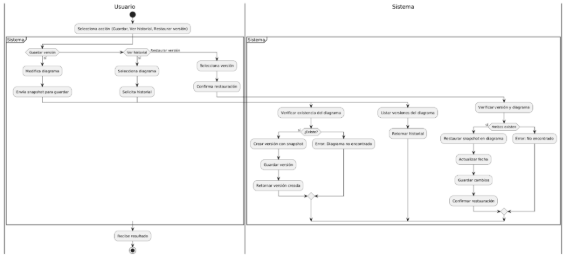 Usuario
Sistema
Selecciona acción (Guardar, Ver historial, Restaurar versión)
Sistema
Sistema
Guardar versión
Ver historial
Restaurar versión
Modifica diagrama
Selecciona diagrama
Selecciona versión
Envía snapshot para guardar
Solicita historial
Confirma restauración
Verificar existencia del diagrama
Listar versiones del diagrama
Verificar versión y diagrama
¿Existe?
Retornar historial
Crear versión con snapshot
Error: Diagrama no encontrado
Restaurar snapshot en diagrama
Error: No encontrado
Guardar versión
Actualizar fecha
Retornar versión creada
Guardar cambios
Confirmar restauración
Recibe resultado